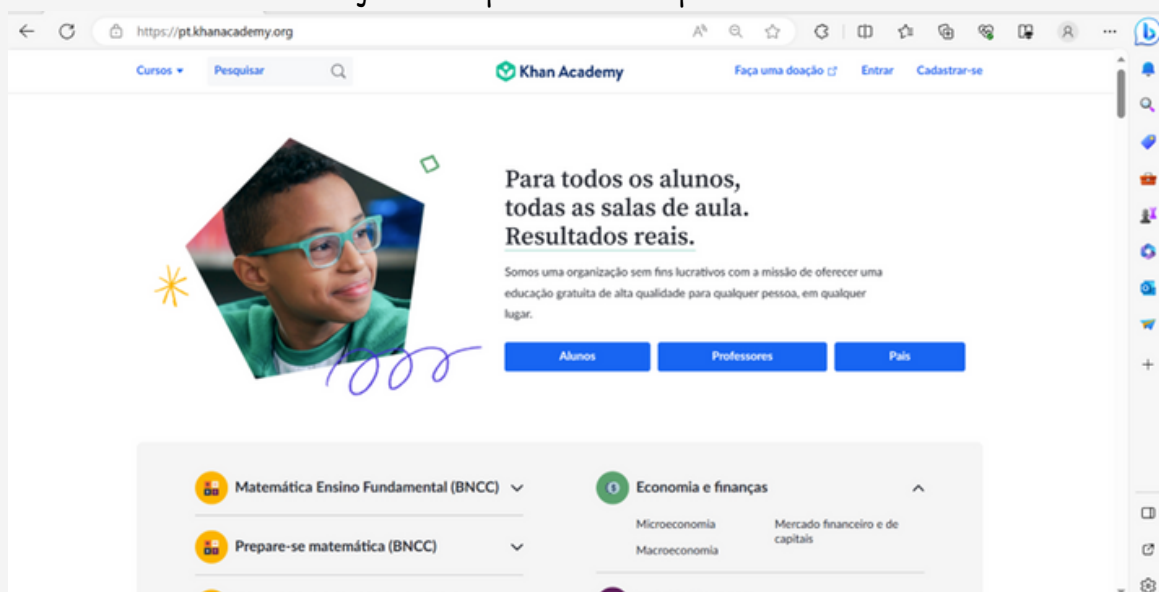 https://pt.khanacademy.org
Cursos Pesquisar Khan Academy Faça uma doação Entrar Cadastrar-se
Para todos os alunos,
todas as salas de aula.
Resultados reais.
Somos uma organização sem fins lucrativos com a missão de oferecer uma
educação gratuita de alta qualidade para qualquer pessoa, em qualquer
lugar.
Alunos Professores Pais
Matemática Ensino Fundamental (BNCC)
Prepare-se matemática (BNCC)
Economia e finanças
Microeconomia
Macroeconomia
Mercado financeiro e de
capitais